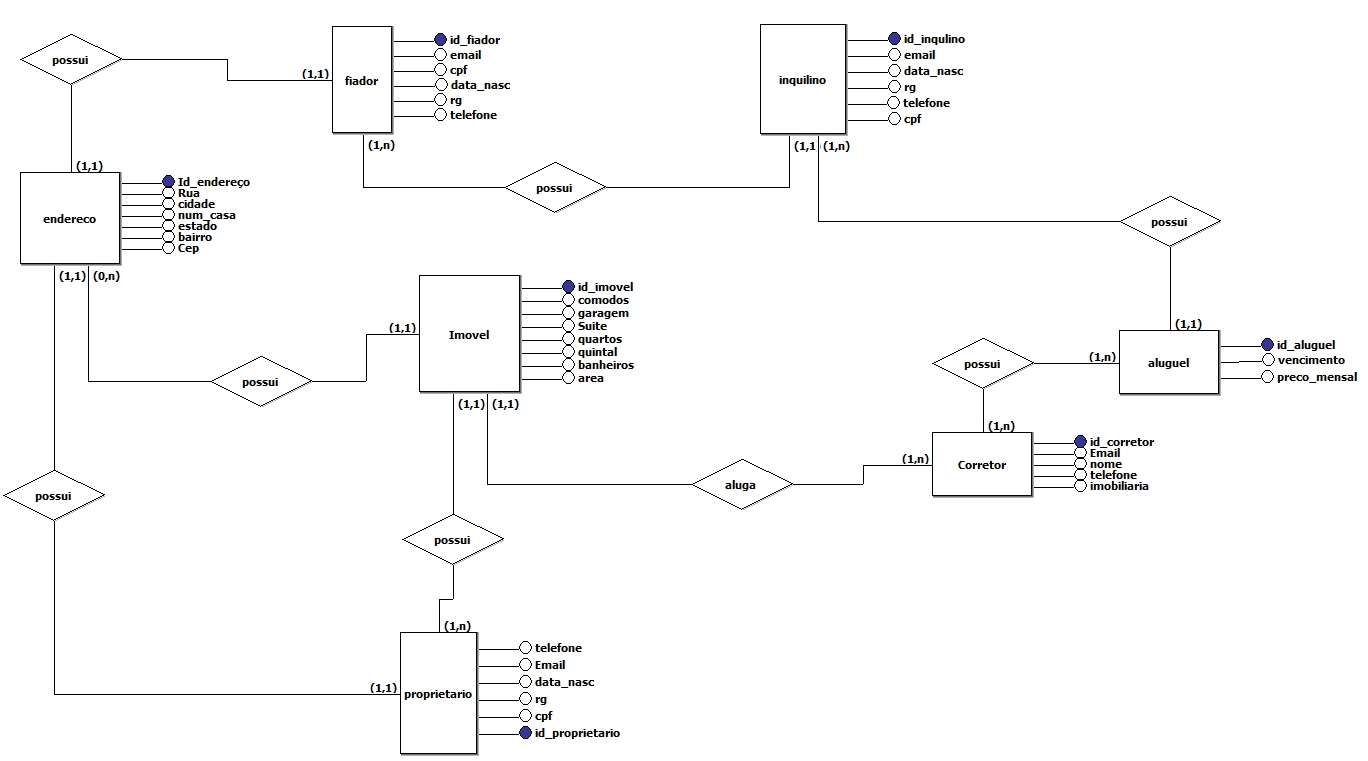 possui
(1,1)
fiador
id_fiador
email
cpf
data_nasc
rg
telefone
(1,n)
inquilino
id_inqulino
email
data_nasc
rg
telefone
cpf
(1,1
(1,n)
possui
possui
(1,1)
(1,1)
endereco
Id_endereço
Rua
cidade
num_casa
estado
bairro
Cep
(1,1)
(0,n)
possui
(1,1)
Imovel
id_imovel
comodos
garagem
Suite
quartos
quintal
banheiros
area
(1,1)
(1,1)
aluguel
id_aluguel
vencimento
preco_mensal
(1,n)
possui
(1,n)
Corretor
id_corretor
Email
nome
telefone
imobiliaria
(1,n)
aluga
possui
possui
(1,n)
(1,1)
proprietario
telefone
Email
data_nasc
rg
cpf
id_proprietario